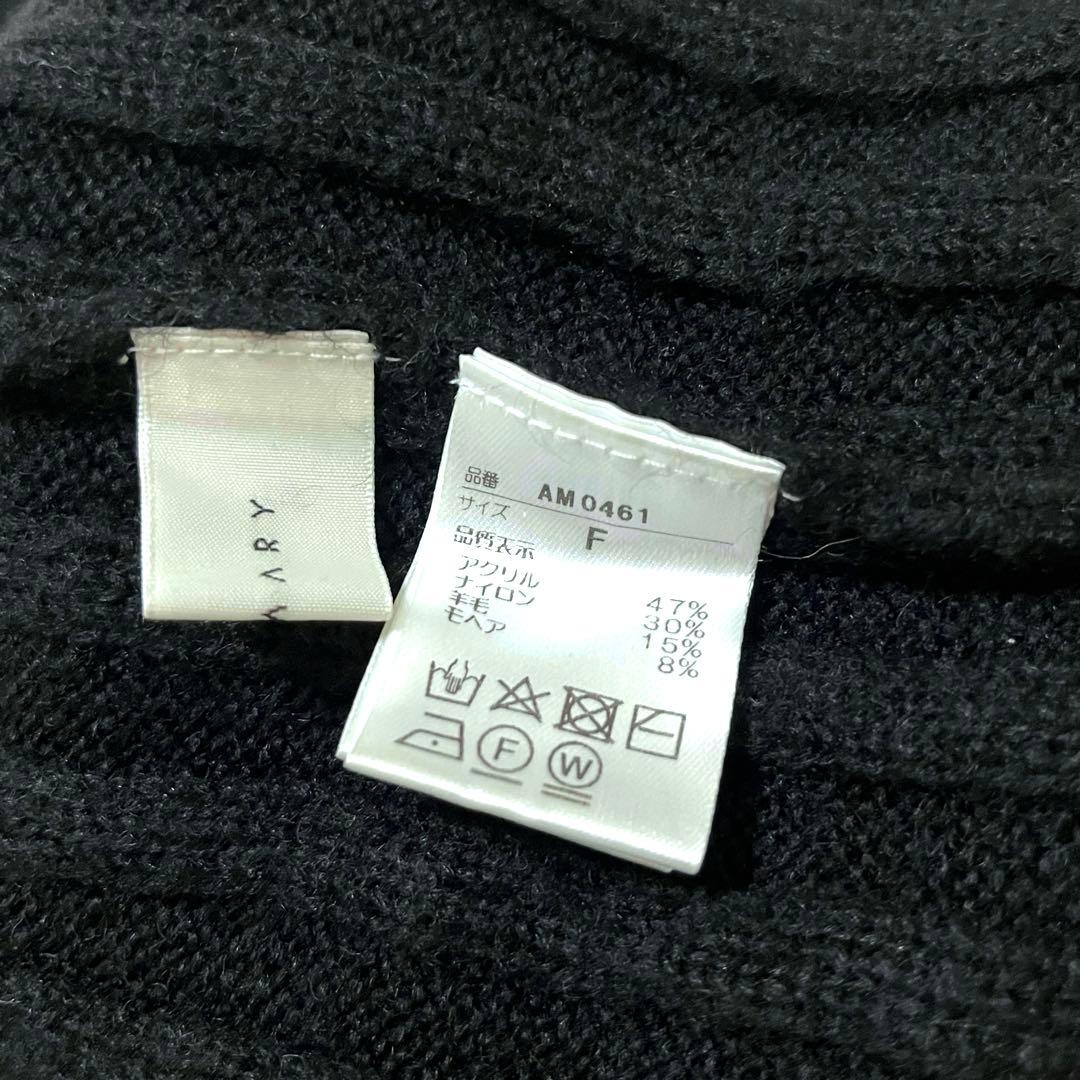 MARY
品番 AM0461
サイズ F
品質表示
アクリル 47%
ナイロン 30%
羊毛 15%
モヘア 8%
F W